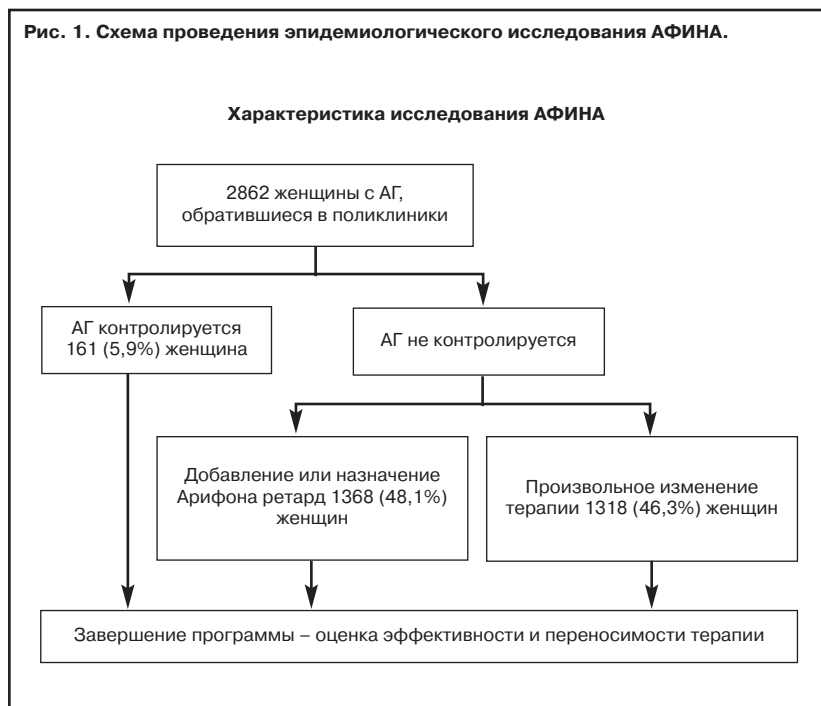 Рис. 1. Схема проведения эпидемиологического исследования АФИНА.
Характеристика исследования АФИНА
2862 женщины с АГ,
обратившиеся в поликлиники
АГ контролируется
161 (5,9%) женщина
АГ не контролируется
Добавление или назначение
Арифона ретард 1368 (48,1%)
женщин
Произвольное изменение
терапии 1318 (46,3%) женщин
Завершение программы – оценка эффективности и переносимости терапии